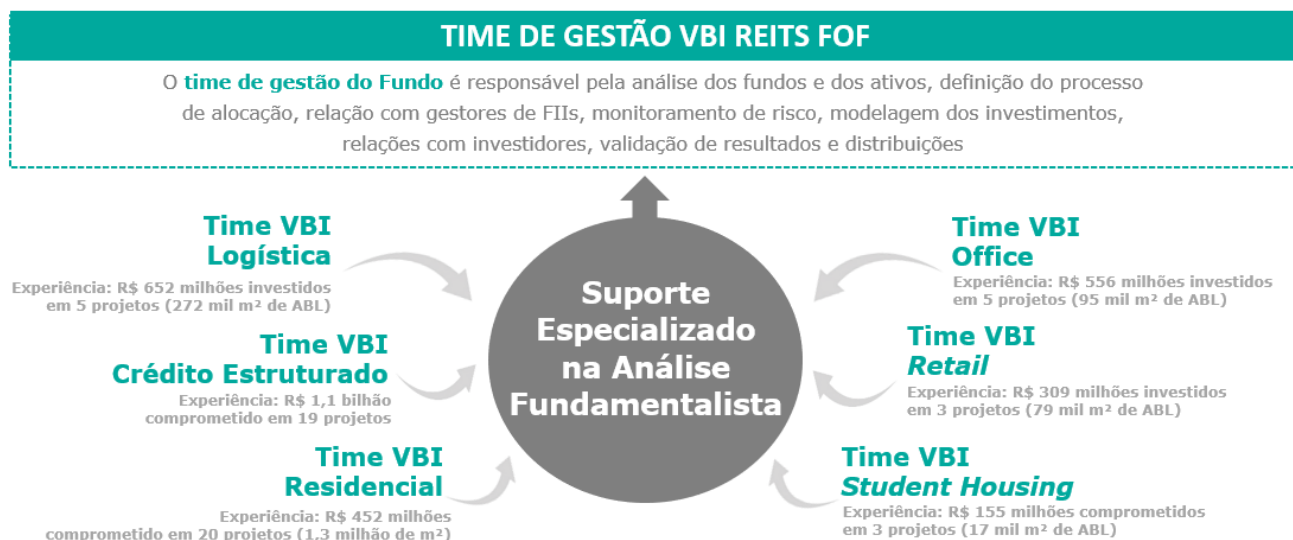 TIME DE GESTÃO VBI REITS FOF
O time de gestão do Fundo é responsável pela análise dos fundos e dos ativos, definição do processo
de alocação, relação com gestores de FIIs, monitoramento de risco, modelagem dos investimentos,
relações com investidores, validação de resultados e distribuições
Time VBI
Logística
Experiência: R$ 652 milhões investidos
em 5 projetos (272 mil m² de ABL)
Time VBI
Crédito Estruturado
Experiência: R$ 1,1 bilhão
comprometido em 19 projetos
Time VBI
Residencial
Experiência: R$ 452 milhões
comprometido em 20 projetos (1,3 milhão de m²)
Suporte
Especializado
na Análise
Fundamentalista
Time VBI
Office
Experiência: R$ 556 milhões investidos
em 5 projetos (95 mil m² de ABL)
Time VBI
Retail
Experiência: R$ 309 milhões investidos
em 3 projetos (79 mil m² de ABL)
Time VBI
Student Housing
Experiência: R$ 155 milhões comprometidos
em 3 projetos (17 mil m² de ABL)